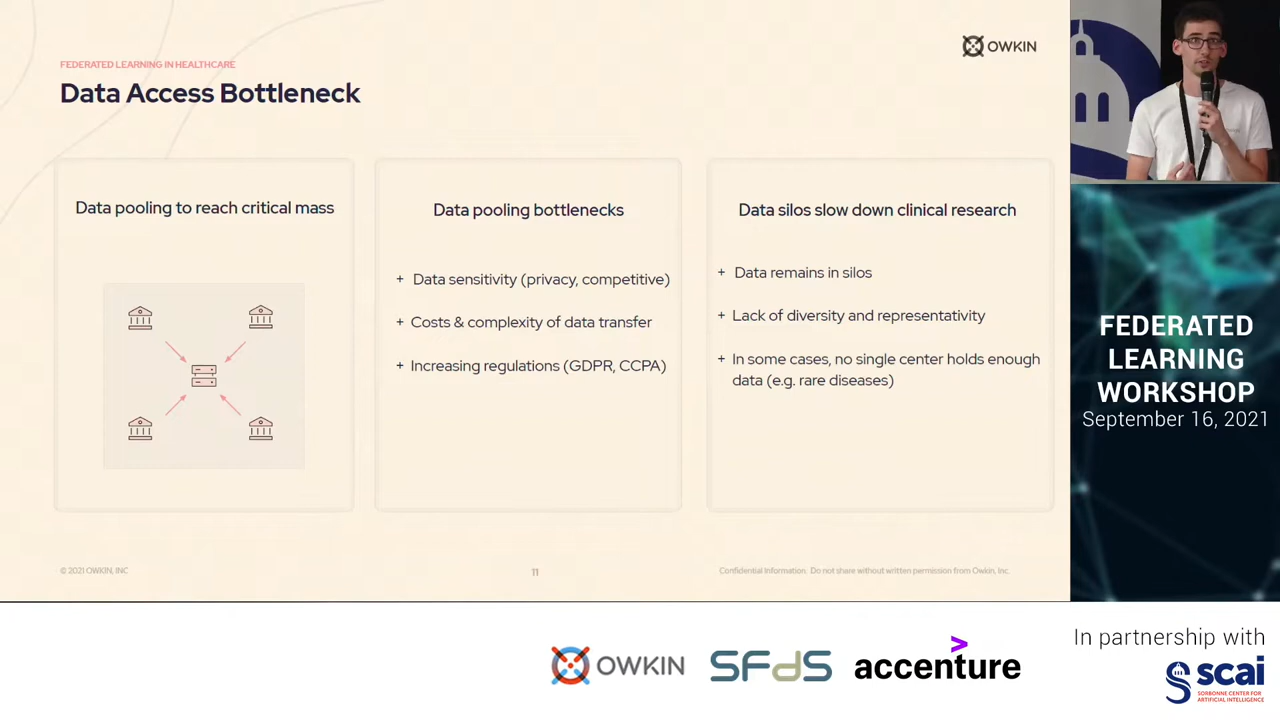 FEDERATED LEARNING IN HEALTHCARE
Data Access Bottleneck
OWKIN
Data pooling to reach critical mass
Data pooling bottlenecks
+ Data sensitivity (privacy, competitive)
+ Costs & complexity of data transfer
+ Increasing regulations (GDPR, CCPA)
Data silos slow down clinical research
+ Data remains in silos
+ Lack of diversity and representativity
+ In some cases, no single center holds enough
data (e.g. rare diseases)
© 2021 OWKIN, INC
11
Confidential Information. Do not share without written permission from Owkin, Inc.
FEDERATED
LEARNING
WORKSHOP
September 16, 2021
OWKIN
SFdS
accenture
In partnership with
scai
SORBONNE CENTER FOR
ARTIFICIAL INTELLIGENCE